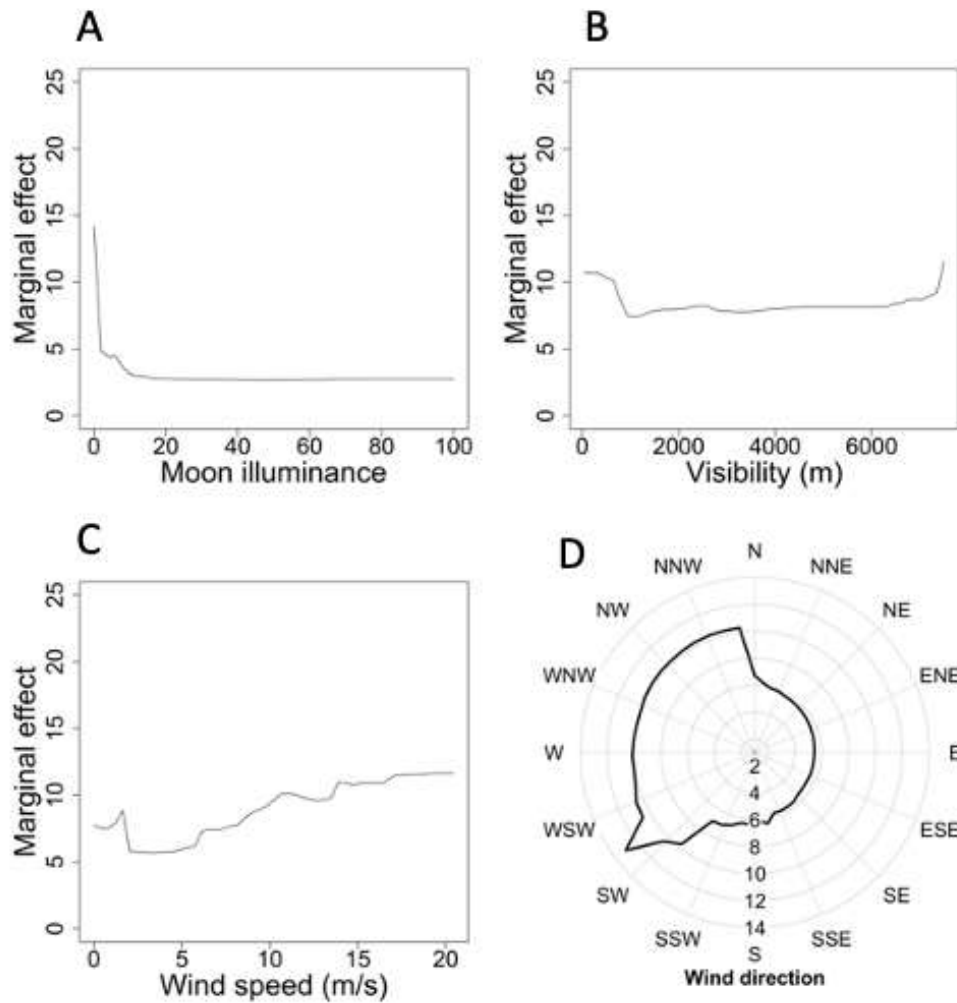 A
25
20
15
10
5
0
Marginal effect
0 20 40 60 80 100
Moon illuminance
B
25
20
15
10
5
0
Marginal effect
0 2000 4000 6000
Visibility (m)
C
25
20
15
10
5
0
Marginal effect
0 5 10 15 20
Wind speed (m/s)
D
N
NNE
NE
ENE
E
ESE
SE
SSE
S
SSW
SW
WSW
W
WNW
NW
NNW
2
4
6
8
10
12
14
Wind direction